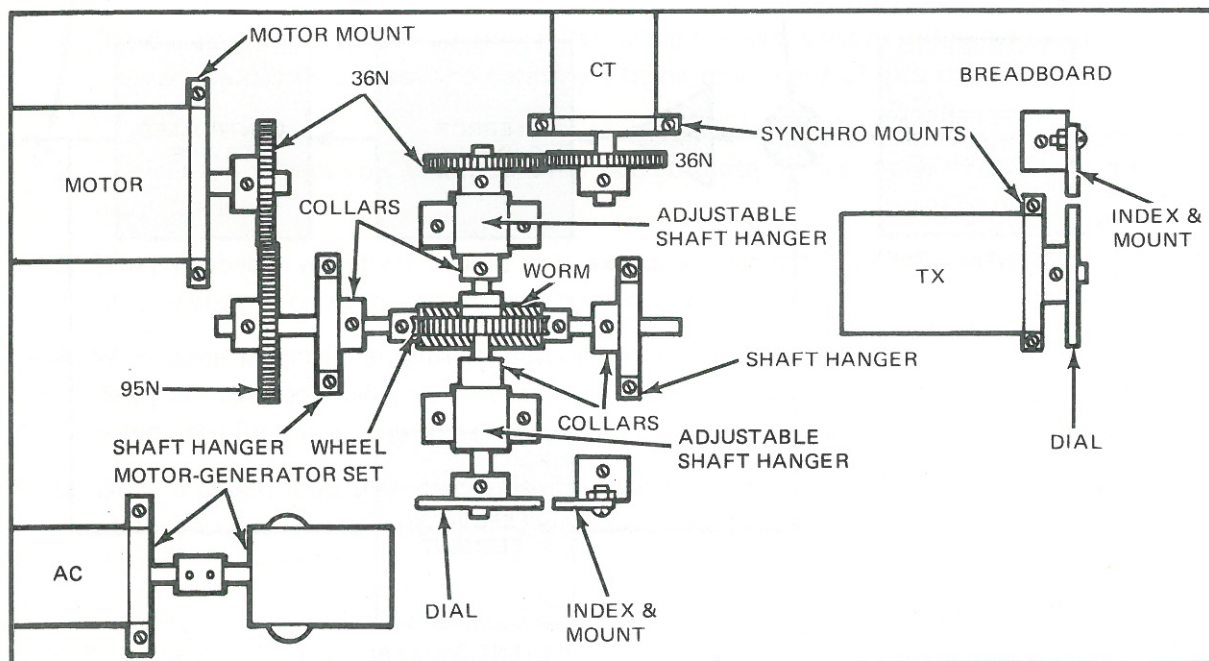 MOTOR MOUNT
36N
CT
BREADBOARD
SYNCHRO MOUNTS
MOTOR
36N
COLLARS
ADJUSTABLE
SHAFT HANGER
INDEX &
MOUNT
WORM
TX
SHAFT HANGER
95N
COLLARS
SHAFT HANGER
WHEEL
ADJUSTABLE
SHAFT HANGER
DIAL
MOTOR-GENERATOR SET
AC
DIAL
INDEX &
MOUNT